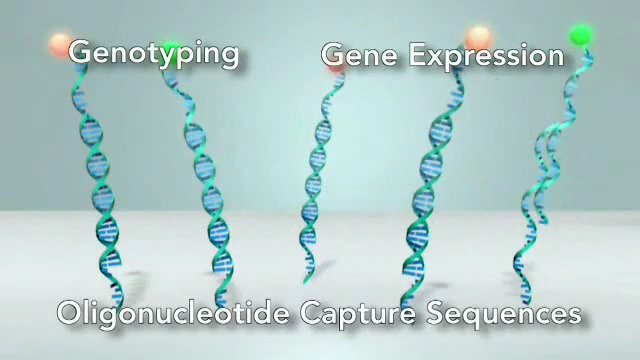 Genotyping
Gene Expression
Oligonucleotide Capture Sequences